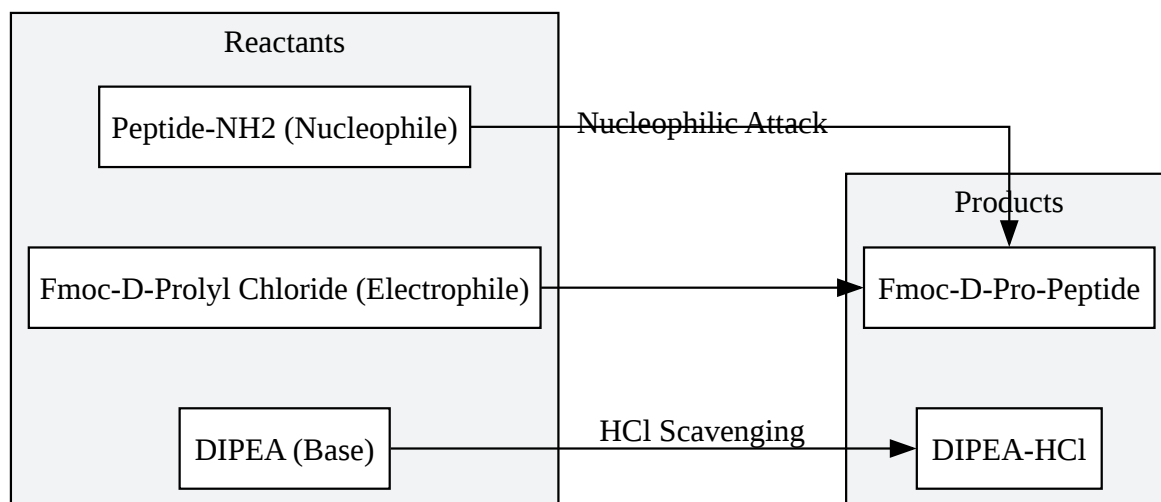 Reactants
Peptide-NH2 (Nucleophile)
Nucleophilic Attack
Products
Fmoc-D-Prolyl Chloride (Electrophile)
Fmoc-D-Pro-Peptide
HCl Scavenging
DIPEA (Base)
DIPEA-HCl